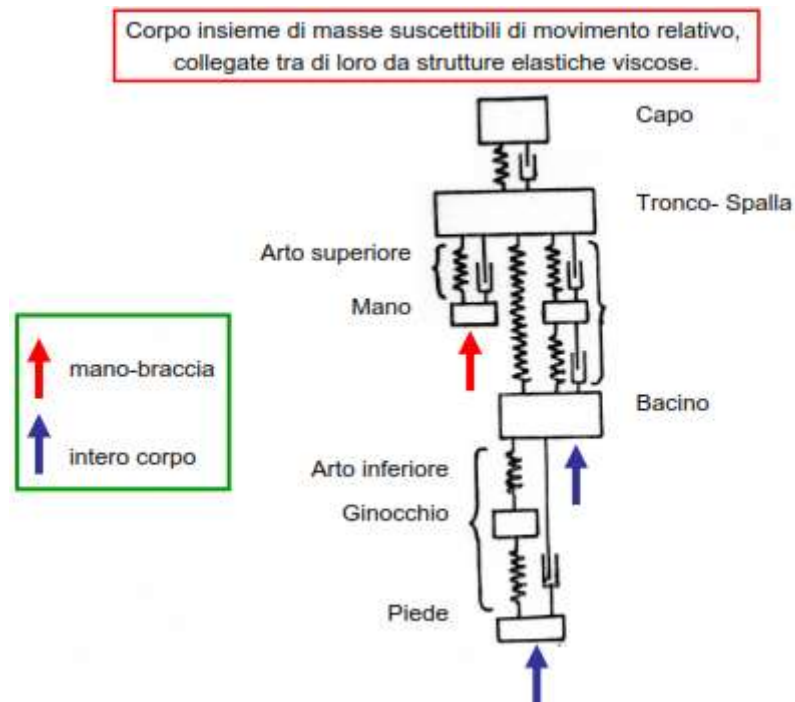 Corpo insieme di masse suscettibili di movimento relativo,
collegate tra di loro da strutture elastiche viscose.
Capo
Tronco- Spalla
Arto superiore
Mano
mano-braccia
Bacino
intero corpo
Arto inferiore
Ginocchio
Piede